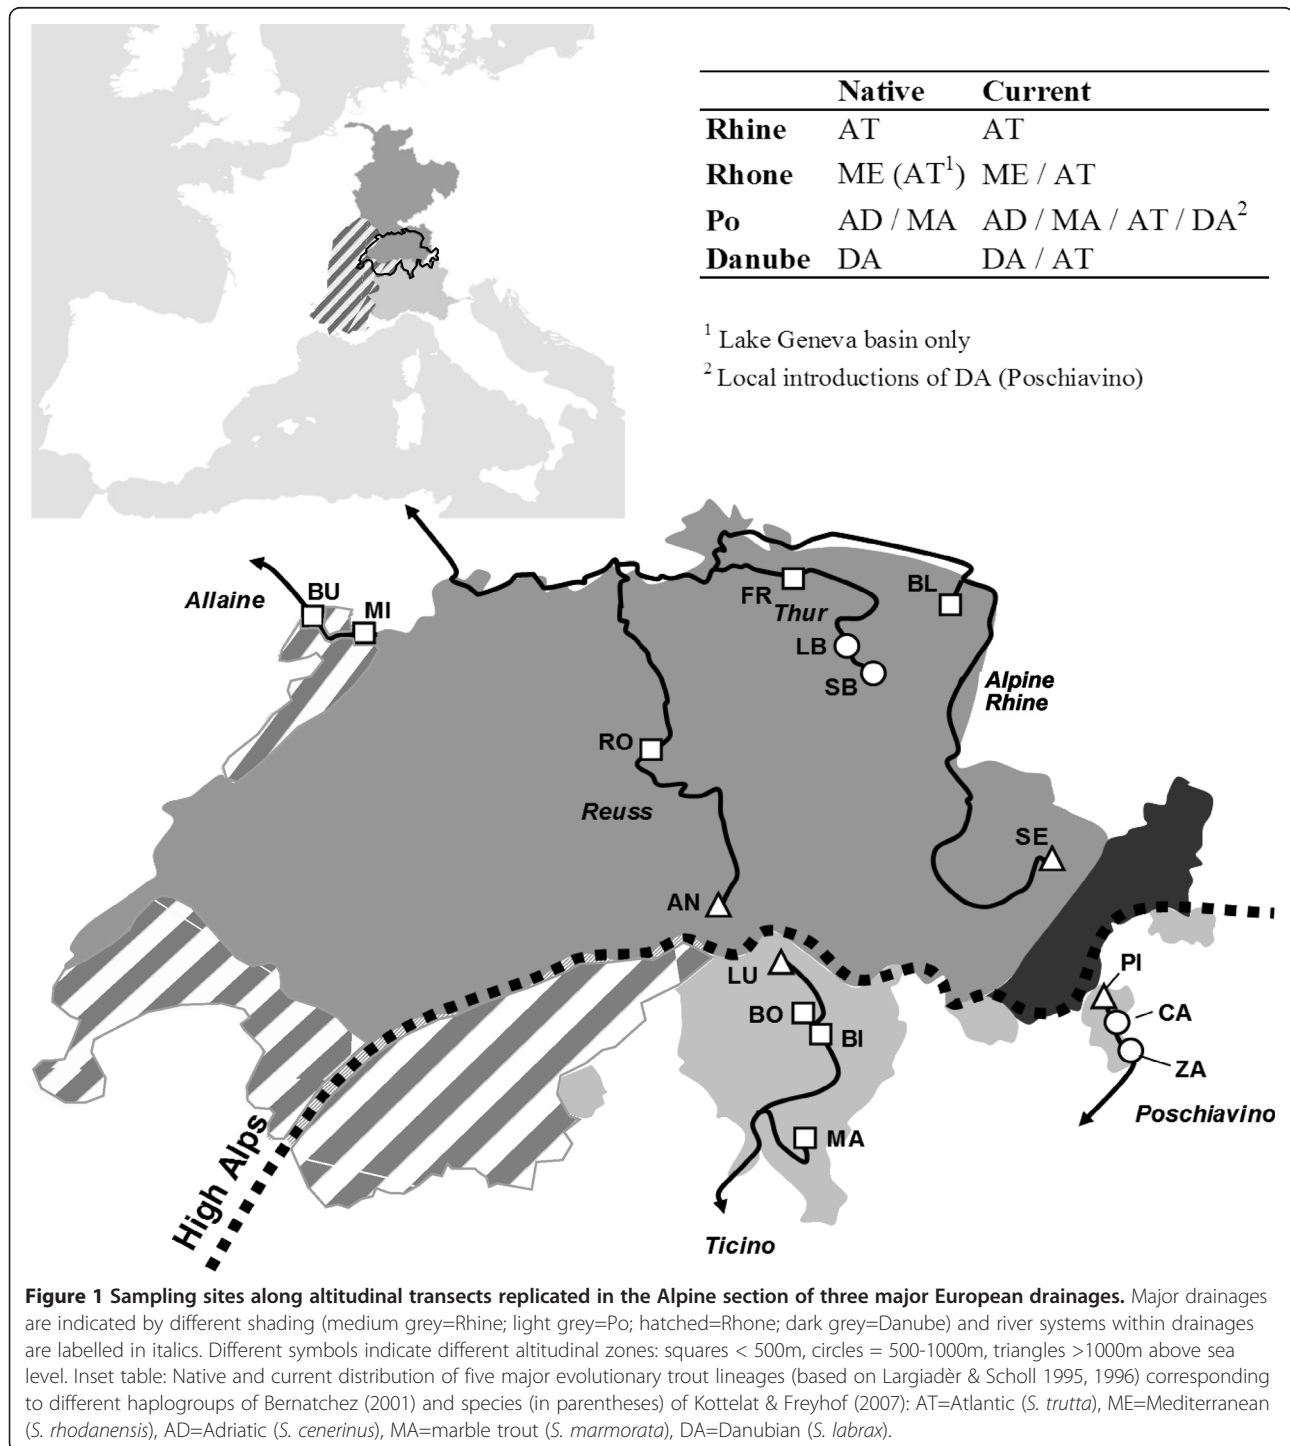 Native Current
Rhine AT AT
Rhone ME (AT1) ME / AT
Po AD / MA AD / MA / AT / DA2
Danube DA DA / AT
1 Lake Geneva basin only
2 Local introductions of DA (Poschiavino)
Allaine
BU
MI
FR
Thur
BL
LB
SB
Alpine
Rhine
RO
Reuss
SE
AN
LU
PI
BO
CA
BI
ZA
Poschiavino
MA
High Alps
Ticino
Figure 1 Sampling sites along altitudinal transects replicated in the Alpine section of three major European drainages. Major drainages
are indicated by different shading (medium grey=Rhine; light grey=Po; hatched=Rhone; dark grey=Danube) and river systems within drainages
are labelled in italics. Different symbols indicate different altitudinal zones: squares < 500m, circles = 500-1000m, triangles >1000m above sea
level. Inset table: Native and current distribution of five major evolutionary trout lineages (based on Largiadèr & Scholl 1995, 1996) corresponding
to different haplogroups of Bernatchez (2001) and species (in parentheses) of Kottelat & Freyhof (2007): AT=Atlantic (S. trutta), ME=Mediterranean
(S. rhodanensis), AD=Adriatic (S. cenerinus), MA=marble trout (S. marmorata), DA=Danubian (S. labrax).